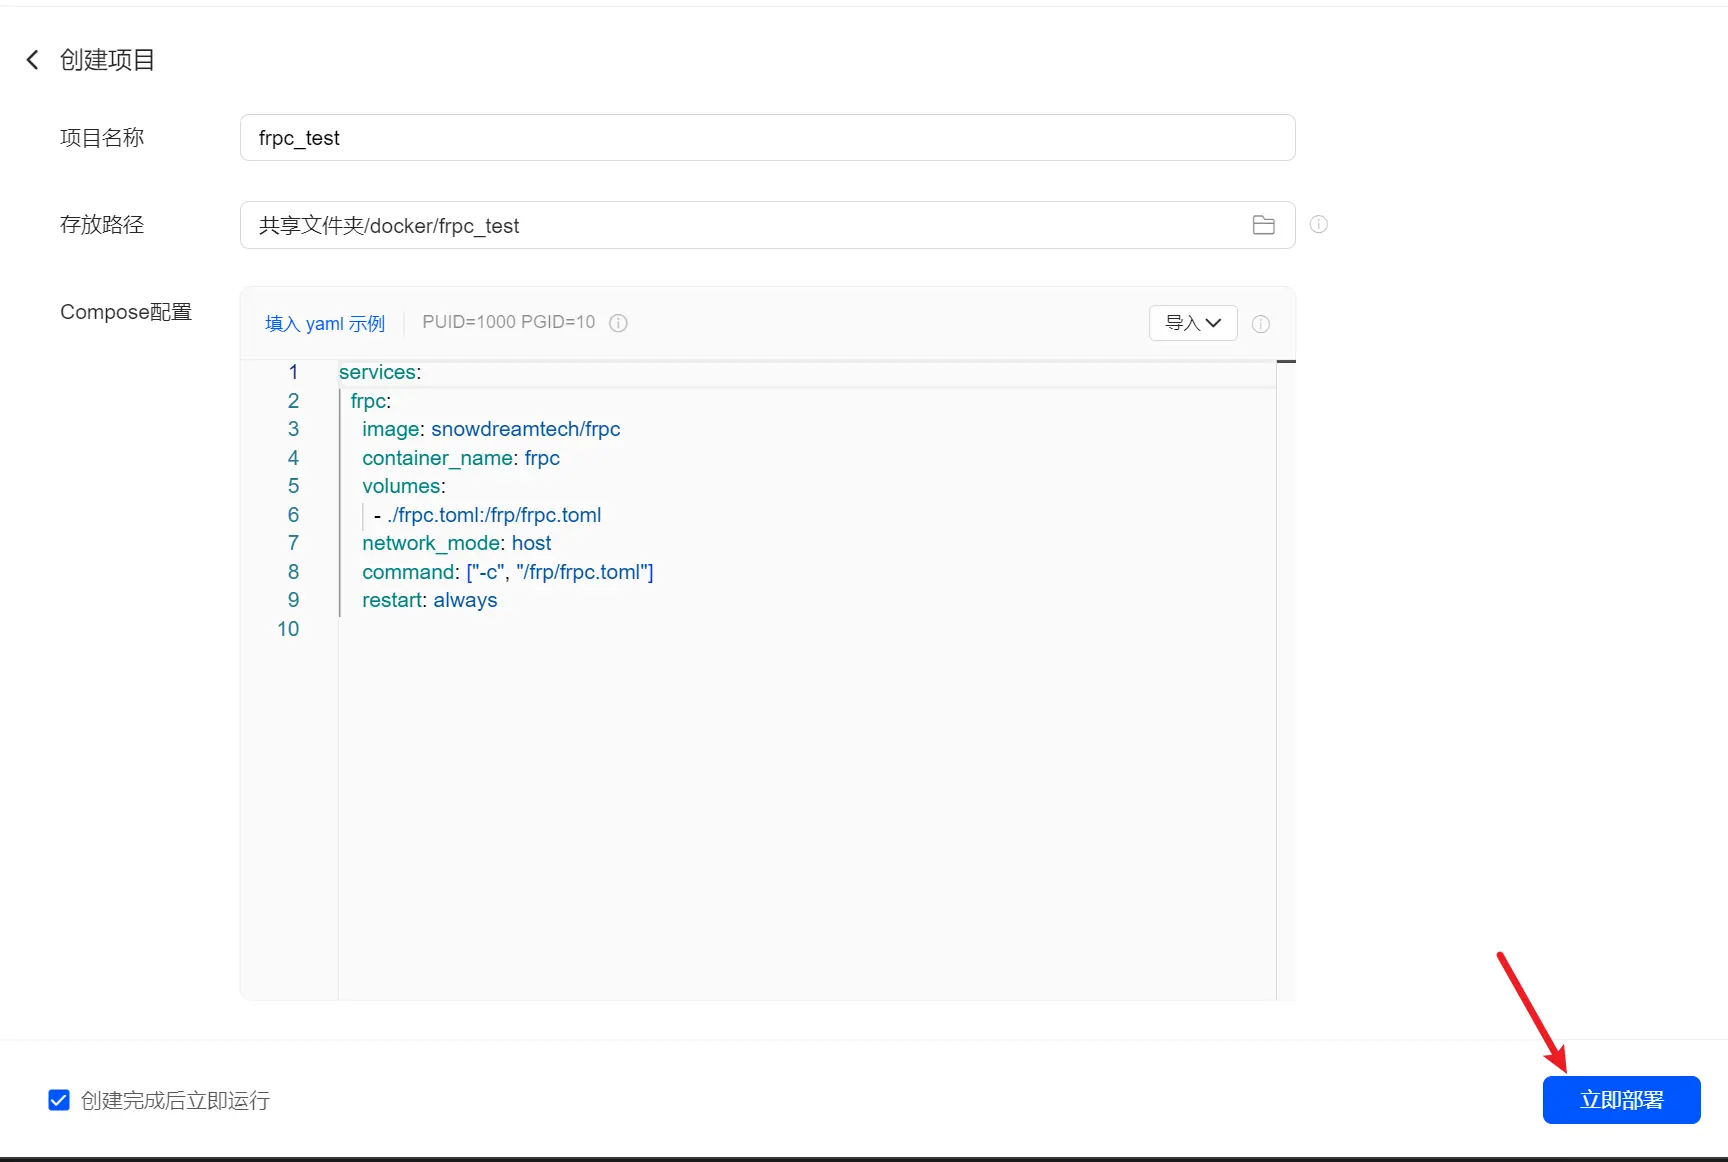 创建项目
项目名称
frpc_test
存放路径
共享文件夹/docker/frpc_test
Compose配置
填入 yaml 示例
PUID=1000 PGID=10
导入
1 services:
2 frpc:
3 image: snowdreamtech/frpc
4 container_name: frpc
5 volumes:
6 - ./frpc.toml:/frp/frpc.toml
7 network_mode: host
8 command: ["-c", "/frp/frpc.toml"]
9 restart: always
10
创建完成后立即运行
立即部署